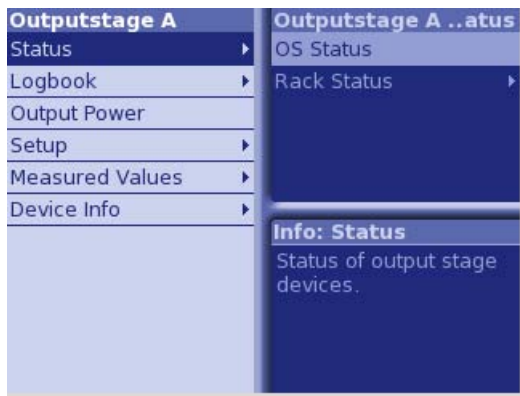 Outputstage A
Status
Logbook
Output Power
Setup
Measured Values
Device Info
Outputstage A ..atus
OS Status
Rack Status
Info: Status
Status of output stage
devices.